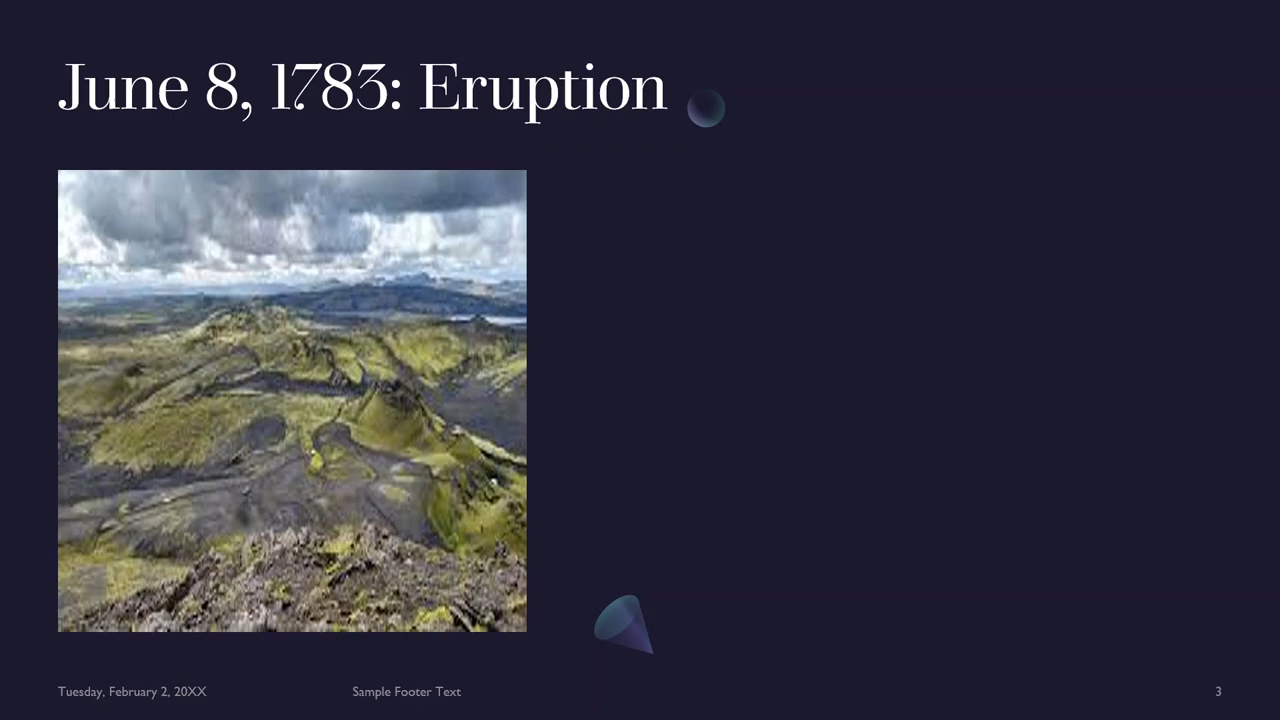 June 8, 1783: Eruption
Tuesday, February 2, 20XX
Sample Footer Text
3